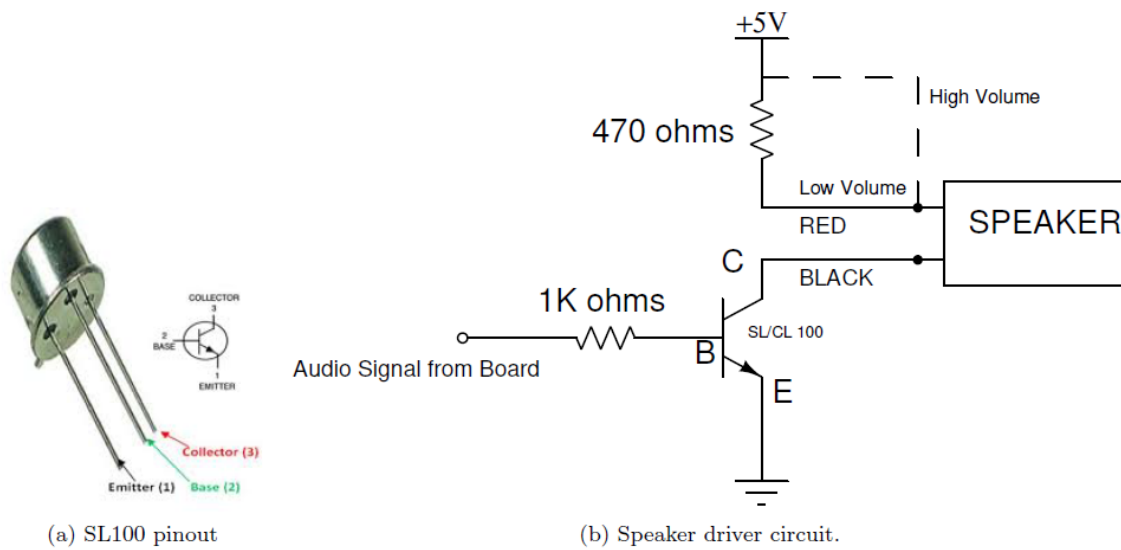 +5V
High Volume
470 ohms
Low Volume
RED
SPEAKER
C
BLACK
1K ohms
SL/CL 100
B
Audio Signal from Board
E
COLLECTOR
3
2
BASE
1
EMITTER
Collector (3)
Emitter (1)
Base (2)
(a) SL100 pinout
(b) Speaker driver circuit.